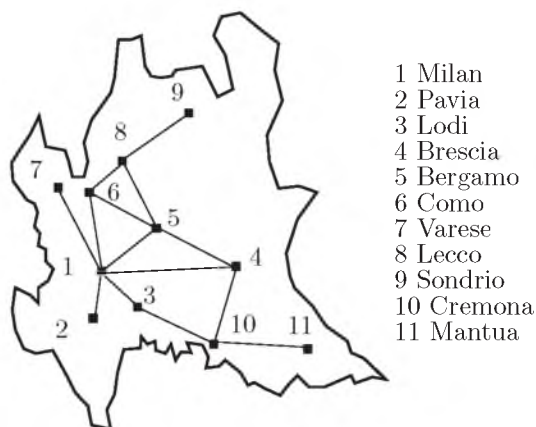 9
8
7
6
5
1
4
3
2
10
11
1 Milan
2 Pavia
3 Lodi
4 Brescia
5 Bergamo
6 Como
7 Varese
8 Lecco
9 Sondrio
10 Cremona
11 Mantua